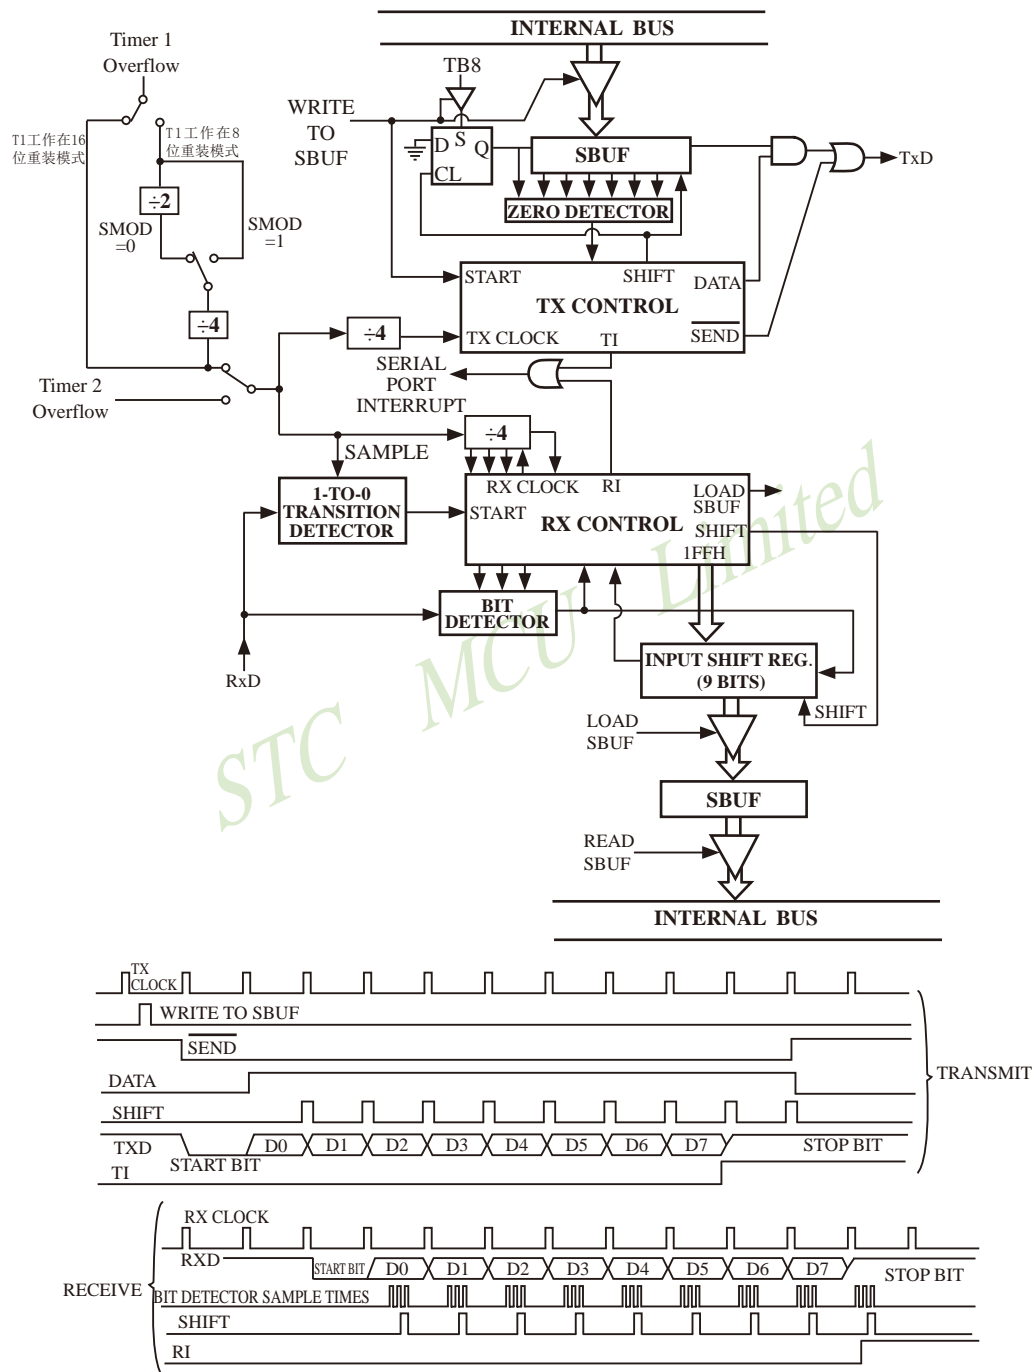 INTERNAL BUS
Timer 1
Overflow
TB8
WRITE
TO
SBUF
T1工作在16
位重装模式
T1工作在8
位重装模式
D
S
Q
CL
SBUF
TxD
÷2
ZERO DETECTOR
SMOD
=0
SMOD
=1
START
SHIFT
DATA
TX CONTROL
÷4
÷4
TX CLOCK
TI
SEND
SERIAL
PORT
INTERRUPT
Timer 2
Overflow
÷4
SAMPLE
RX CLOCK
RI
LOAD
SBUF
1-TO-0
TRANSITION
DETECTOR
START
RX CONTROL
SHIFT
1FFH
BIT
DETECTOR
RxD
INPUT SHIFT REG.
(9 BITS)
SHIFT
LOAD
SBUF
SBUF
READ
SBUF
INTERNAL BUS
STC MCU Limited
TX
CLOCK
WRITE TO SBUF
SEND
DATA
TRANSMIT
SHIFT
TXD
START BIT
D0 D1 D2 D3 D4 D5 D6 D7
STOP BIT
TI
RX CLOCK
RXD
START BIT
D0 D1 D2 D3 D4 D5 D6 D7
STOP BIT
RECEIVE
BIT DETECTOR SAMPLE TIMES
SHIFT
RI